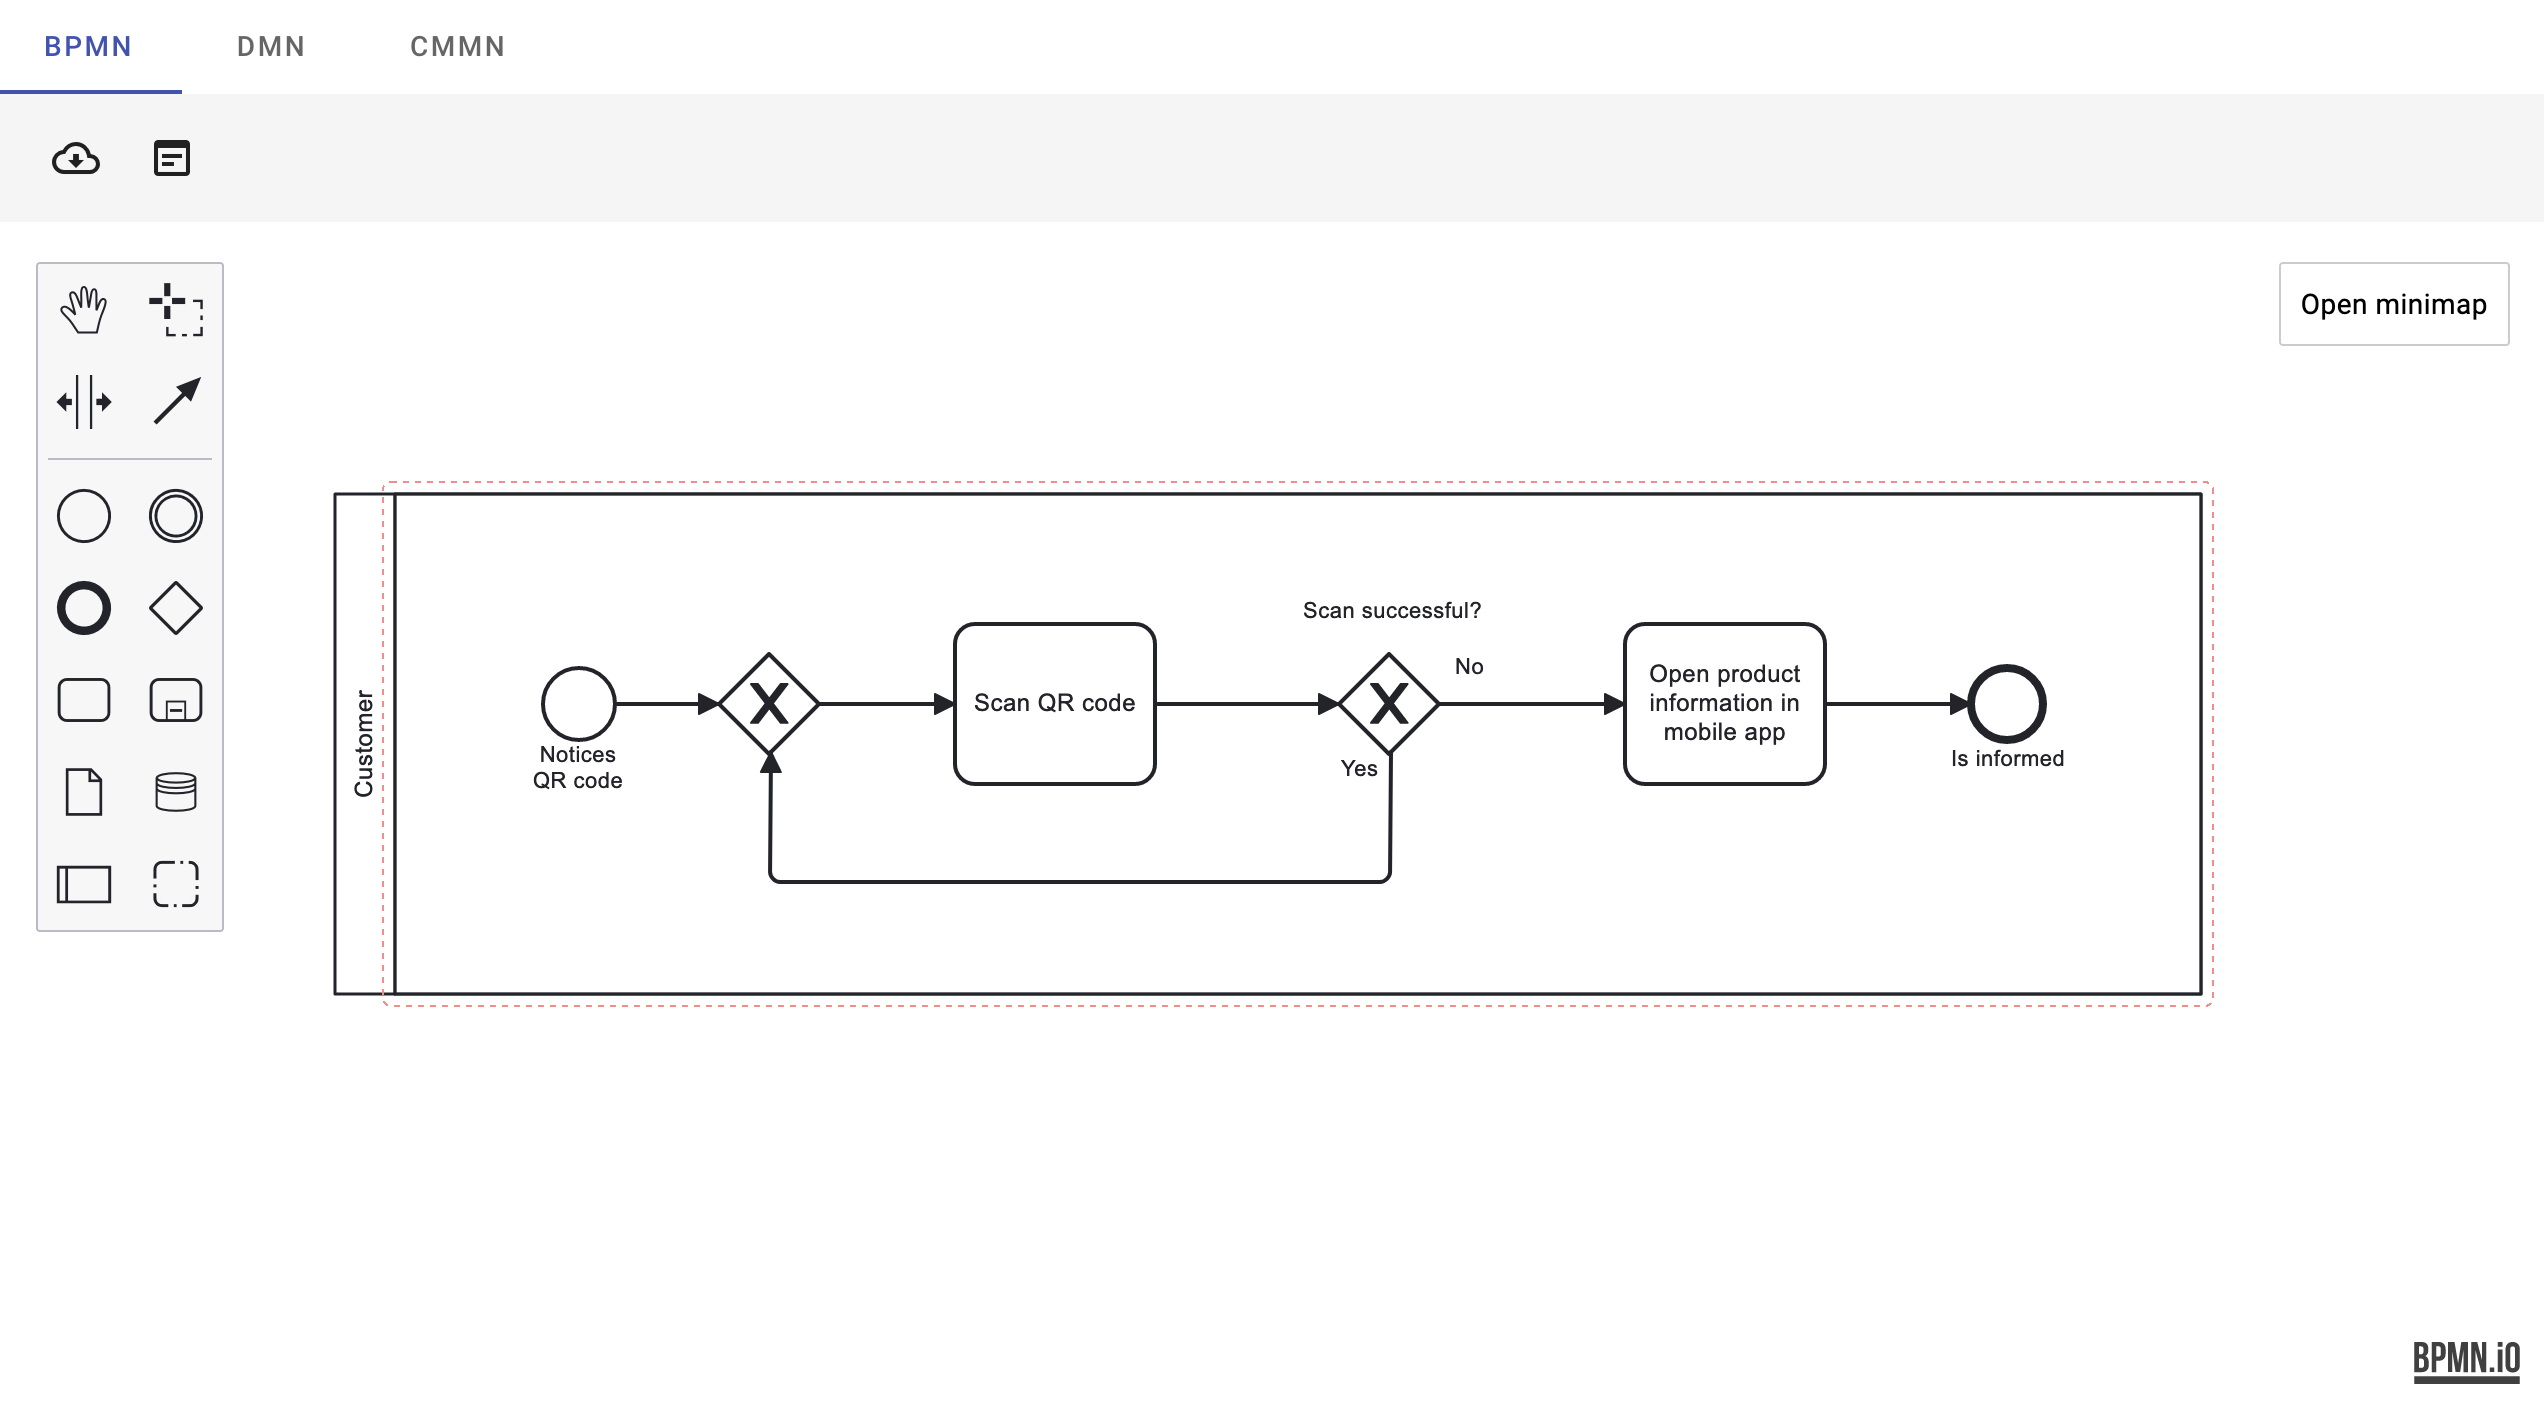 BPMN
DMN
CMMN
Open minimap
Customer
Notices
QR code
Scan QR code
Scan successful?
No
Yes
Open product
information in
mobile app
Is informed
BPMN.iO